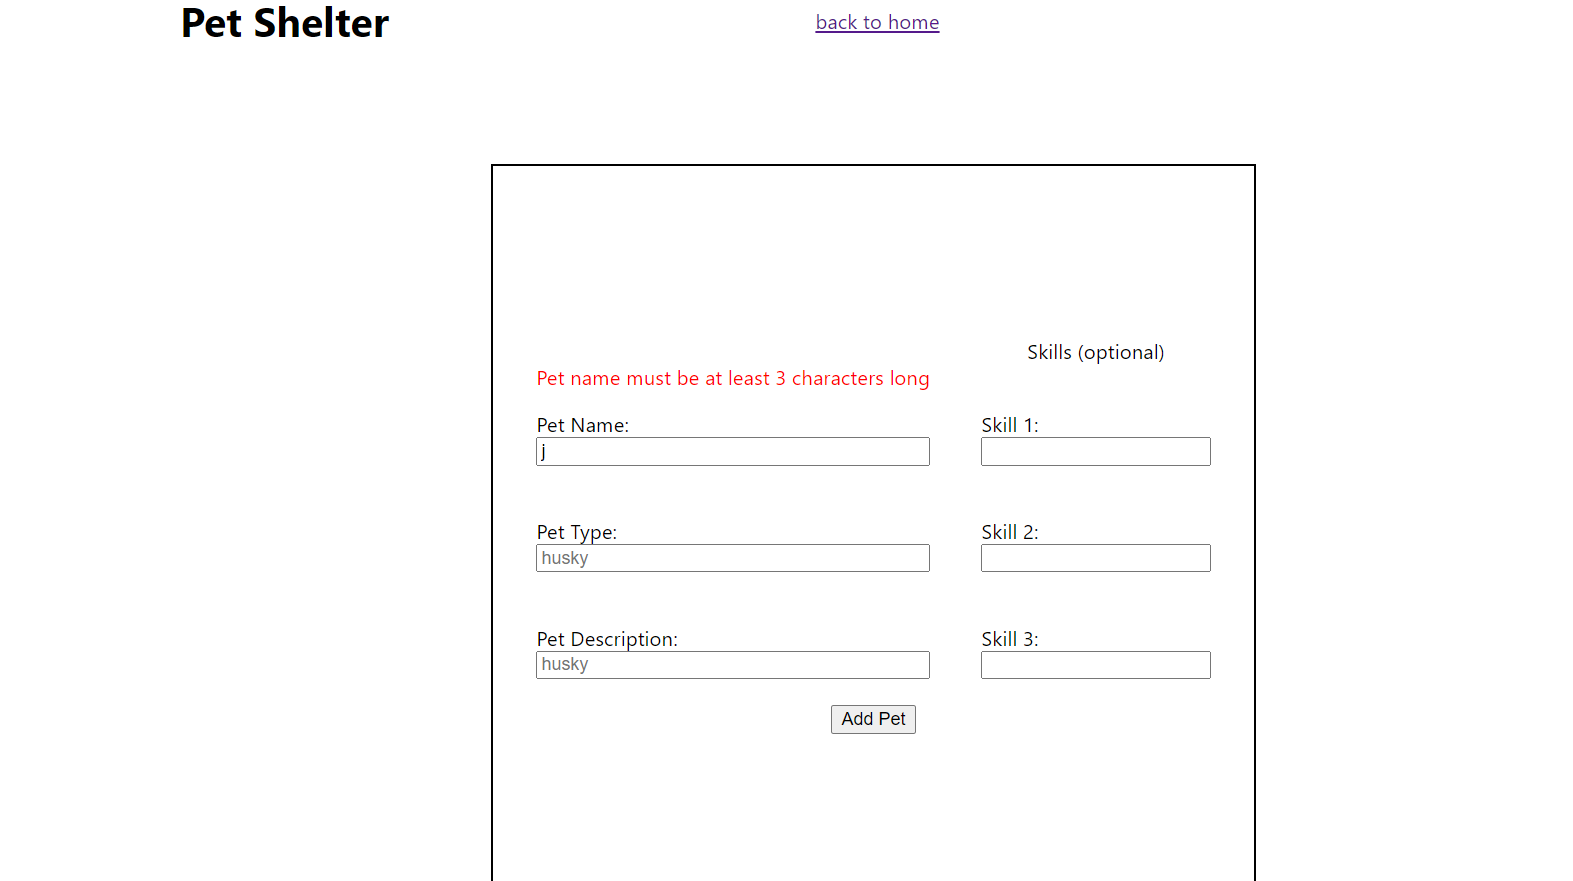 Pet Shelter
back to home
Skills (optional)
Pet name must be at least 3 characters long
Pet Name:
j
Skill 1:
Pet Type:
husky
Skill 2:
Pet Description:
husky
Skill 3:
Add Pet